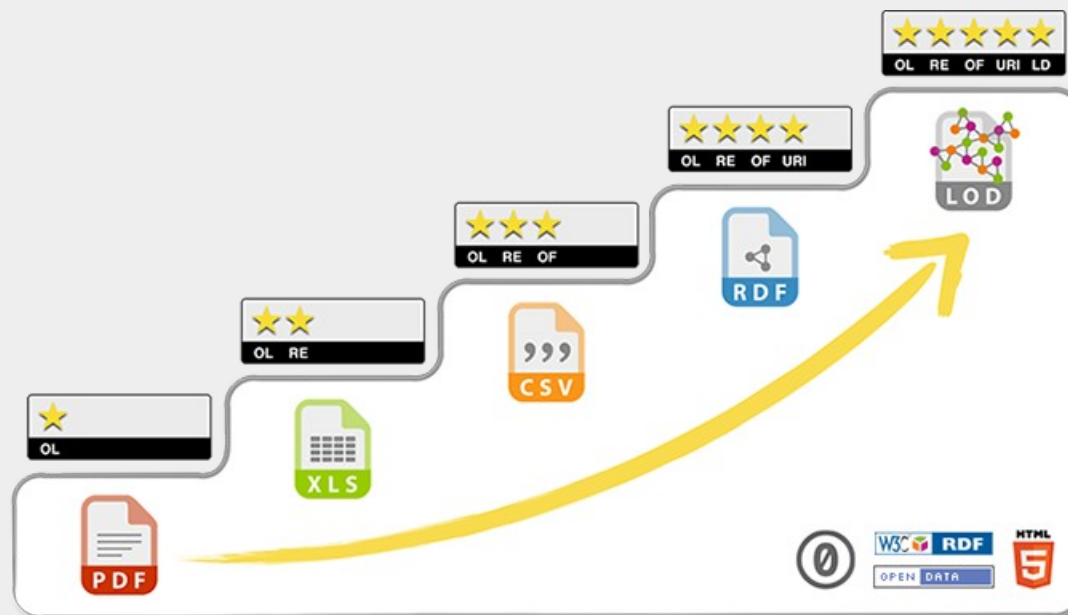 OL RE OF URI LD
LOD
OL RE OF URI
RDF
OL RE OF
CSV
OL RE
XLS
OL
PDF
0
W3C RDF
OPEN DATA
HTML
5